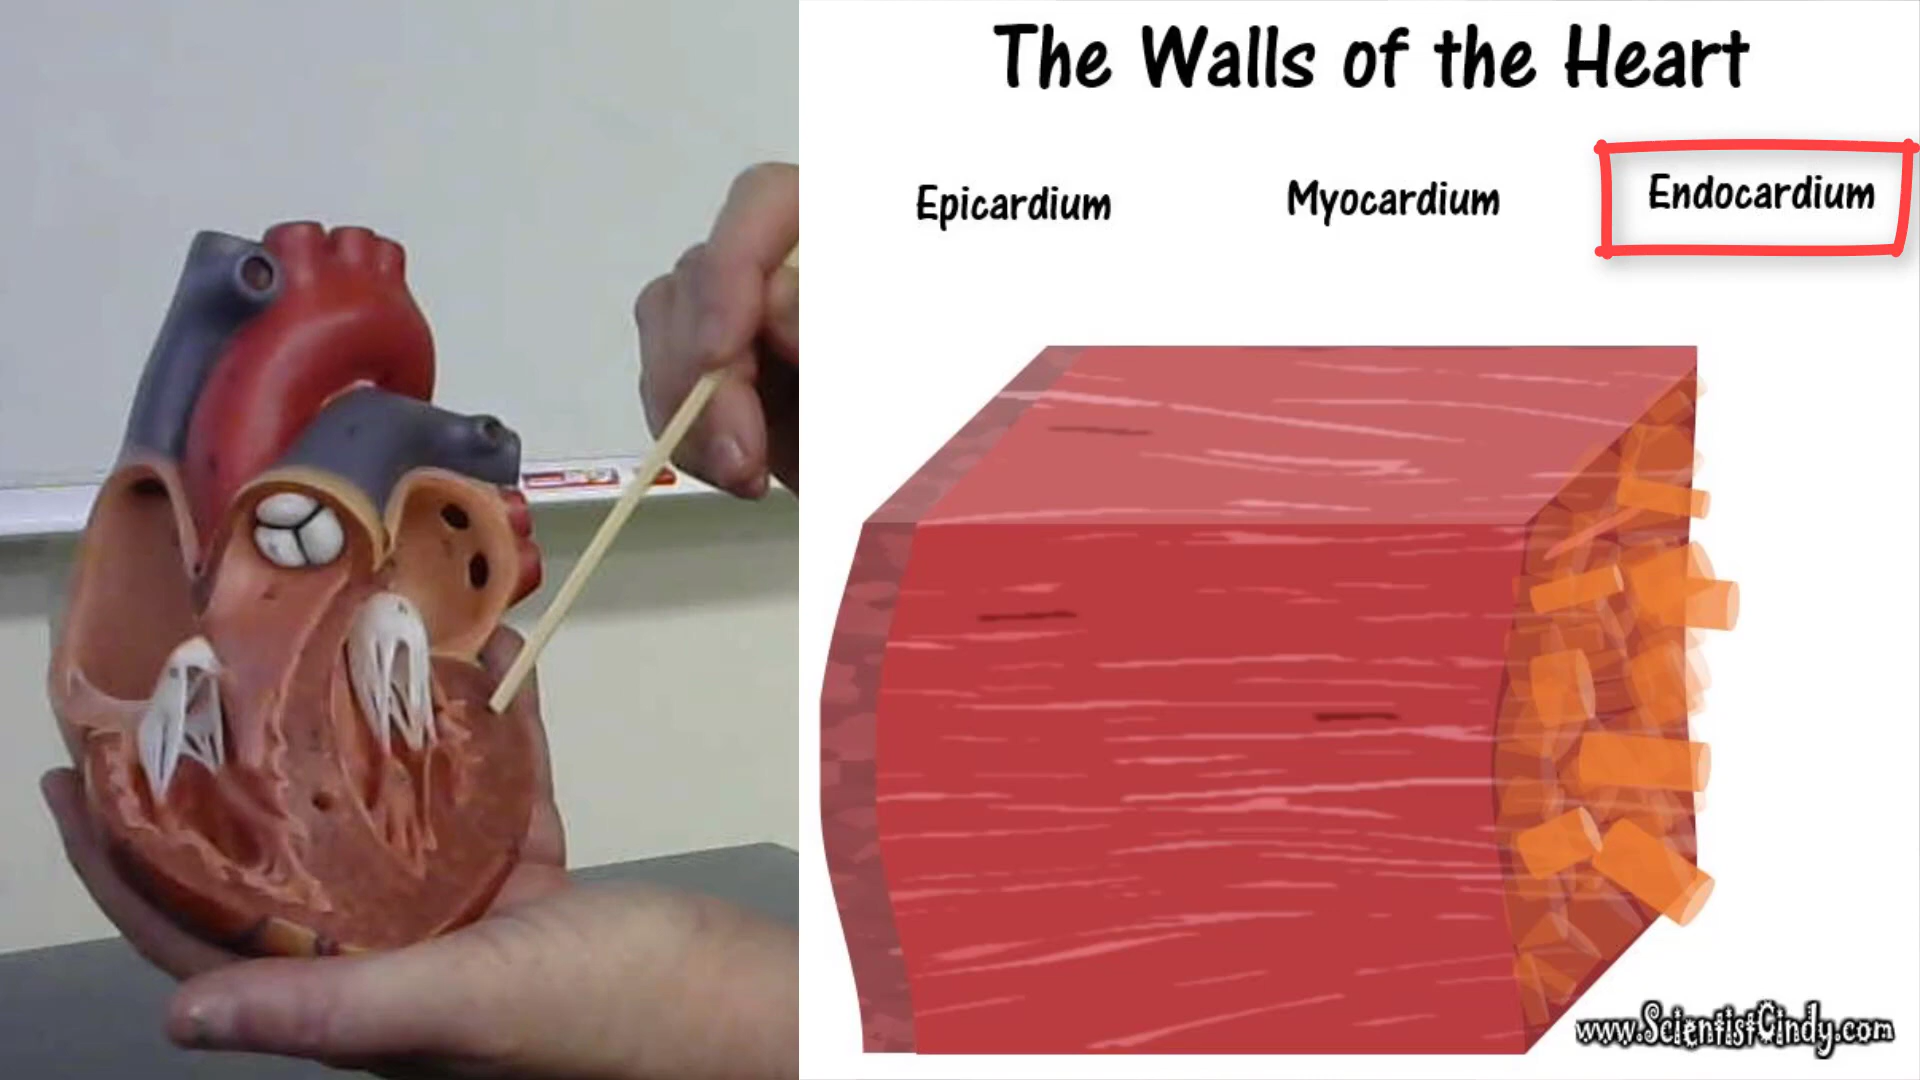 The Walls of the Heart
Epicardium
Myocardium
Endocardium
www.ScientistCindy.com